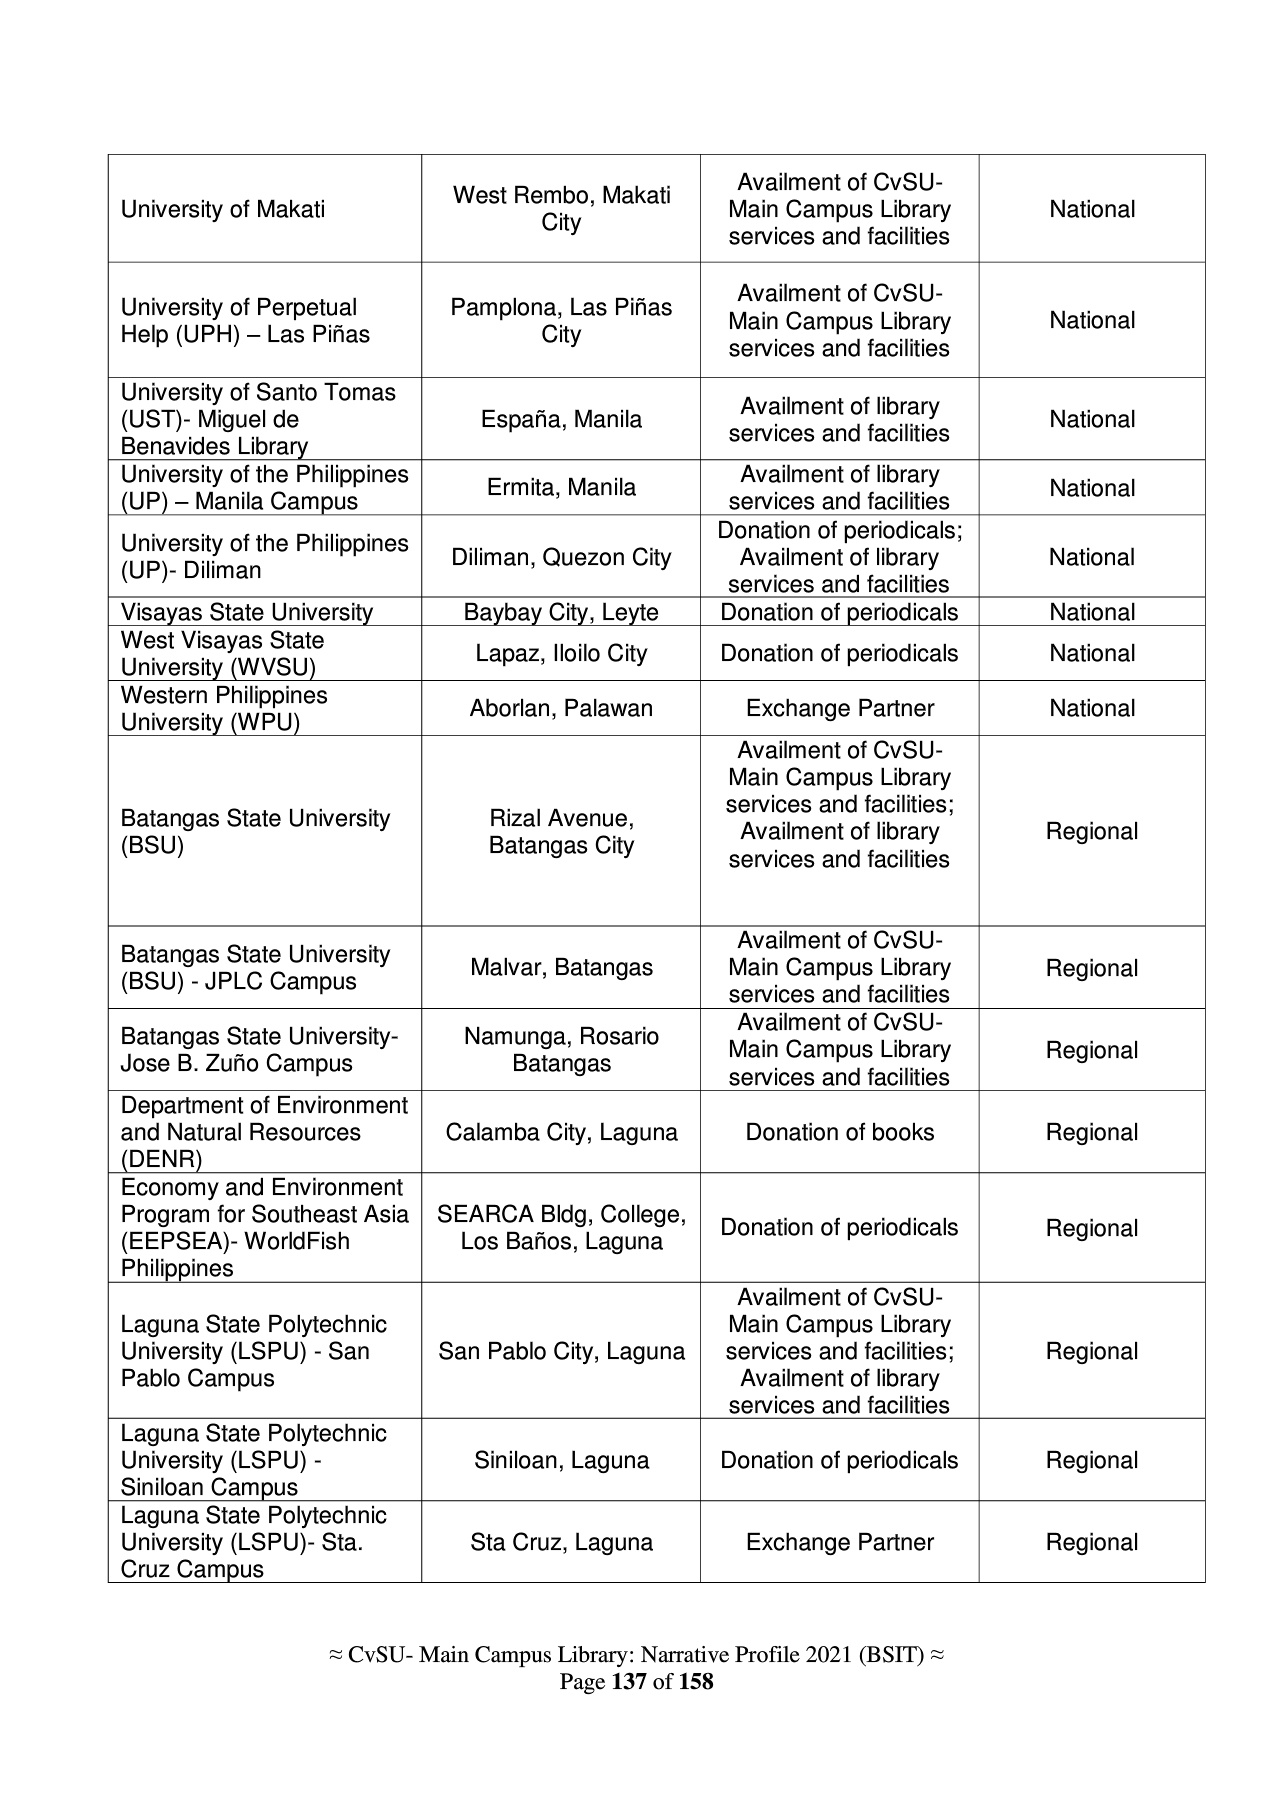 University of Makati
West Rembo, Makati
City
Availment of CvSU-
Main Campus Library
services and facilities
National
University of Perpetual
Help (UPH) – Las Piñas
Pamplona, Las Piñas
City
Availment of CvSU-
Main Campus Library
services and facilities
National
University of Santo Tomas
(UST)- Miguel de
Benavides Library
España, Manila
Availment of library
services and facilities
National
University of the Philippines
(UP) – Manila Campus
Ermita, Manila
Availment of library
services and facilities
National
University of the Philippines
(UP)- Diliman
Diliman, Quezon City
Donation of periodicals;
Availment of library
services and facilities
National
Visayas State University
Baybay City, Leyte
Donation of periodicals
National
West Visayas State
University (WVSU)
Lapaz, Iloilo City
Donation of periodicals
National
Western Philippines
University (WPU)
Aborlan, Palawan
Exchange Partner
National
Batangas State University
(BSU)
Rizal Avenue,
Batangas City
Availment of CvSU-
Main Campus Library
services and facilities;
Availment of library
services and facilities
Regional
Batangas State University
(BSU) - JPLC Campus
Malvar, Batangas
Availment of CvSU-
Main Campus Library
services and facilities
Regional
Batangas State University-
Jose B. Zuño Campus
Namunga, Rosario
Batangas
Availment of CvSU-
Main Campus Library
services and facilities
Regional
Department of Environment
and Natural Resources
(DENR)
Calamba City, Laguna
Donation of books
Regional
Economy and Environment
Program for Southeast Asia
(EEPSEA)- WorldFish
Philippines
SEARCA Bldg, College,
Los Baños, Laguna
Donation of periodicals
Regional
Laguna State Polytechnic
University (LSPU) - San
Pablo Campus
San Pablo City, Laguna
Availment of CvSU-
Main Campus Library
services and facilities;
Availment of library
services and facilities
Regional
Laguna State Polytechnic
University (LSPU) -
Siniloan Campus
Siniloan, Laguna
Donation of periodicals
Regional
Laguna State Polytechnic
University (LSPU)- Sta.
Cruz Campus
Sta Cruz, Laguna
Exchange Partner
Regional
≈ CvSU- Main Campus Library: Narrative Profile 2021 (BSIT) ≈
Page 137 of 158